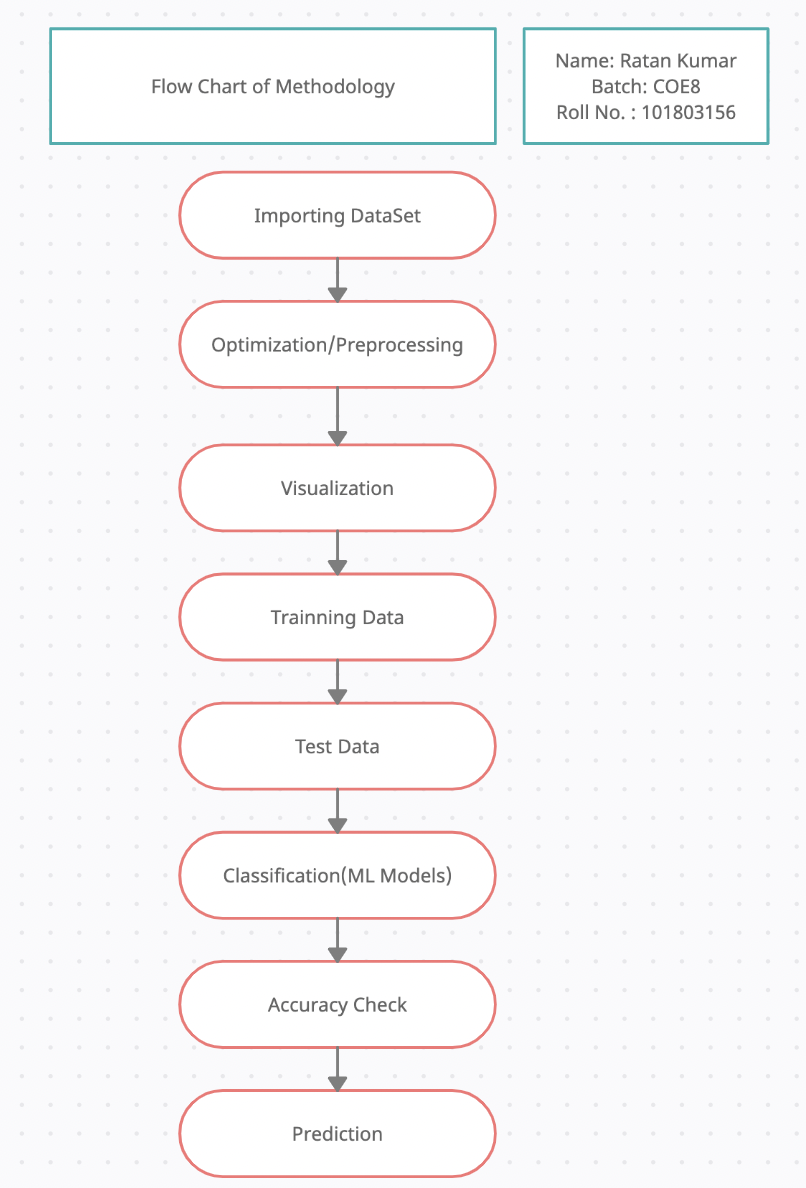 Flow Chart of Methodology
Name: Ratan Kumar
Batch: COE8
Roll No. : 101803156
Importing DataSet
Optimization/Preprocessing
Visualization
Trainning Data
Test Data
Classification(ML Models)
Accuracy Check
Prediction